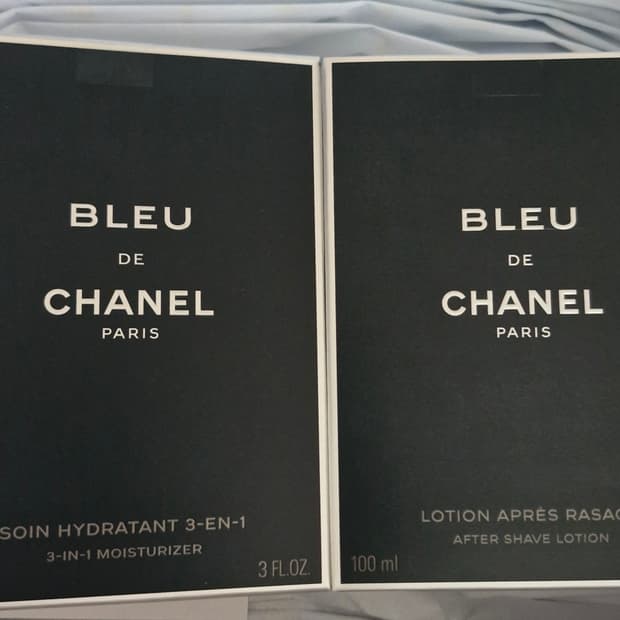 BLEU
DE
CHANEL
PARIS
SOIN HYDRATANT 3-EN-1
3-IN-1 MOISTURIZER
3 FL.OZ.
BLEU
DE
CHANEL
PARIS
LOTION APRÈS
AFTER SHAVE LOTION
100 ml